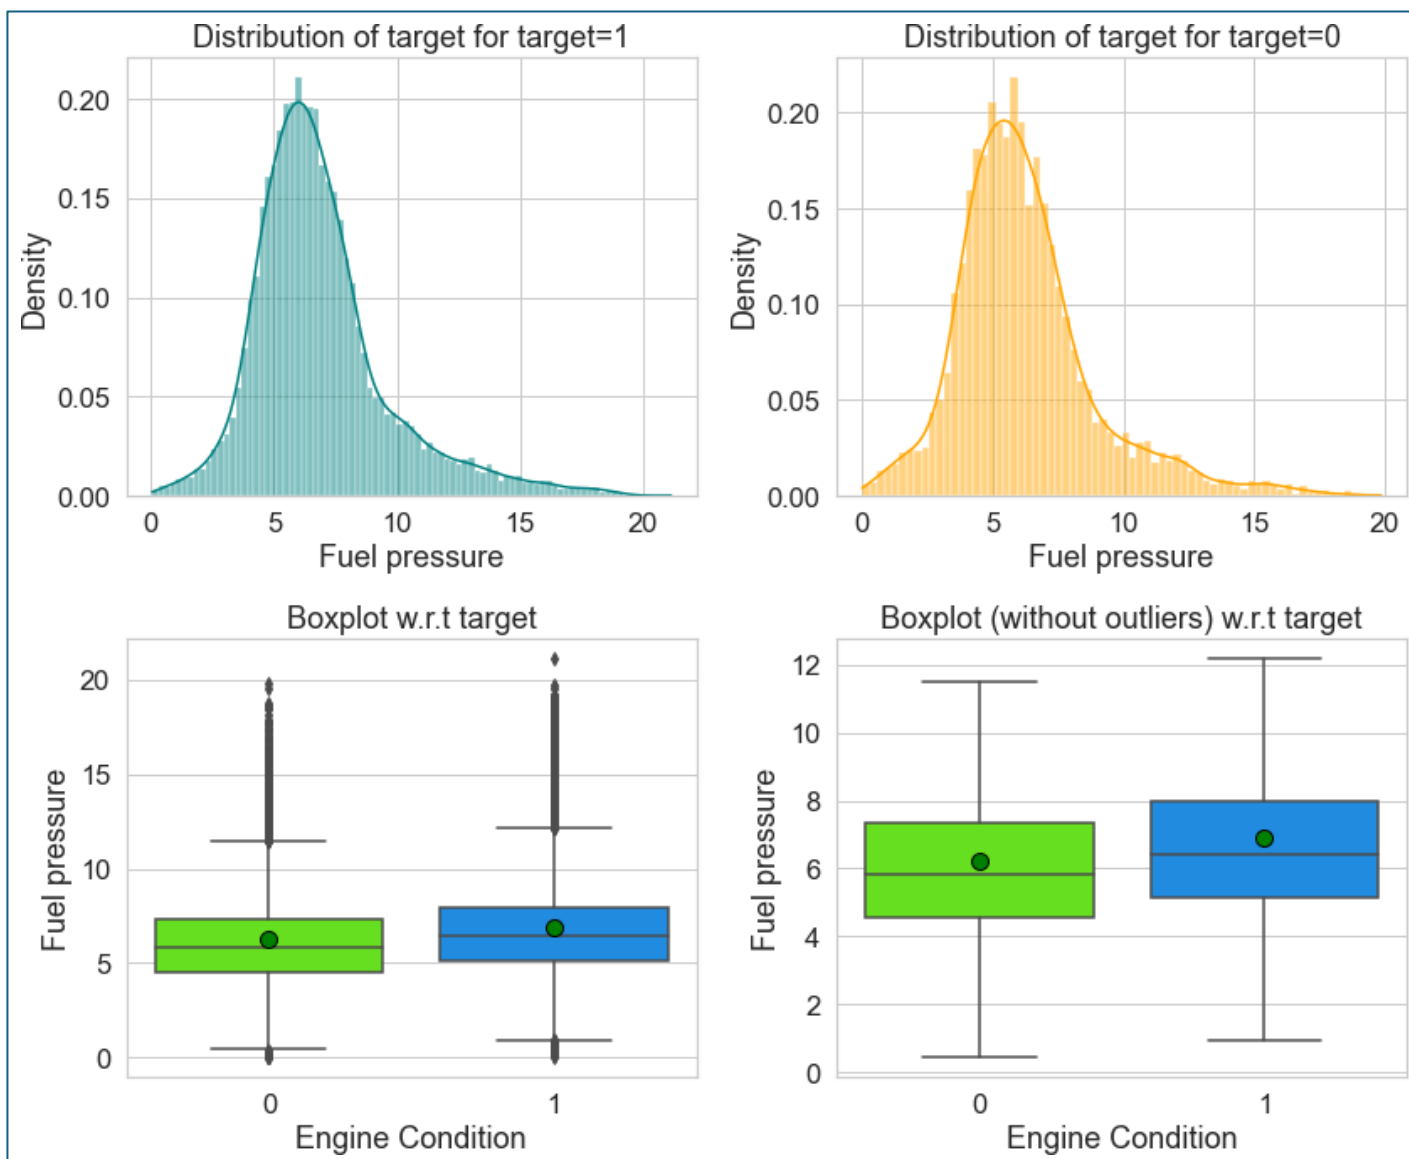 Distribution of target for target=1
0.20
0.15
0.10
0.05
0.00
Density
0 5 10 15 20
Fuel pressure
Distribution of target for target=0
0.20
0.15
0.10
0.05
0.00
Density
0 5 10 15 20
Fuel pressure
Boxplot w.r.t target
20
15
10
5
0
Fuel pressure
0 1
Engine Condition
Boxplot (without outliers) w.r.t target
12
10
8
6
4
2
0
Fuel pressure
0 1
Engine Condition